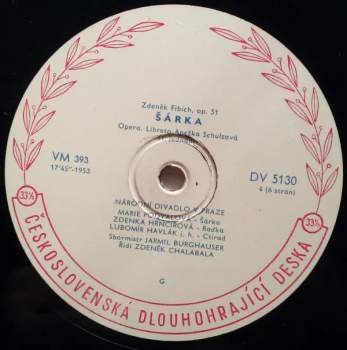 Zdeněk Fibich, op. 51
ŠÁRKA
Opera. Libreto Anežka Schulzová
VM 393
17'45"-1953
DV 5130
4 (6 stran)
NÁRODNÍ DIVADLO V PRAZE
MARIE PODVALOVÁ - Šárka
ZDENKA HRNČÍŘOVÁ - Radka
LUBOMÍR HAVLÁK j. h. - Ctirad
Sbormistr JARMIL BURGHAUSER
Řídí ZDENĚK CHALABALA
G
33⅓ 33⅓
ČESKOSLOVENSKÁ DLOUHOHRAJÍCÍ DESKA